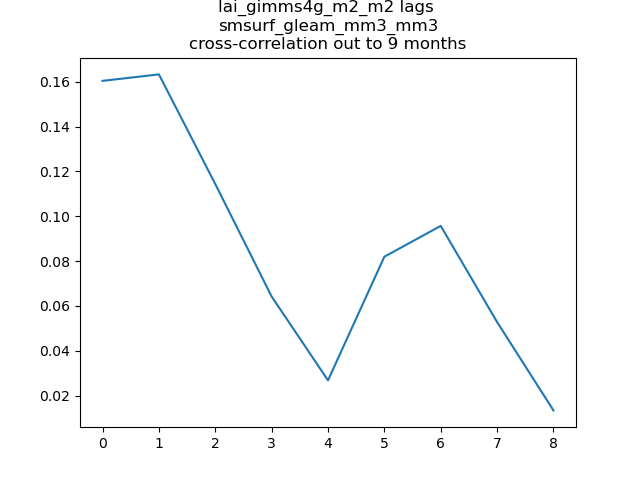 lai_gimms4g_m2_m2 lags
smsurf_gleam_mm3_mm3
cross-correlation out to 9 months
0.16
0.14
0.12
0.10
0.08
0.06
0.04
0.02
0 1 2 3 4 5 6 7 8